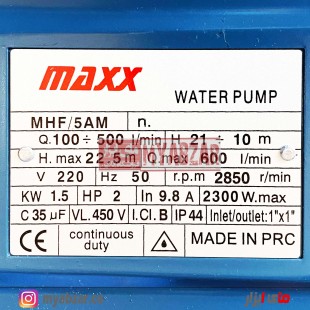 maxx
WATER PUMP
MHF/5AM n.
Q.100÷500 l/min H 21÷10 m
H.max 22.5m Q.max 600 l/min
V 220 Hz 50 r.p.m 2850 r/min
KW 1.5 HP 2 In 9.8 A 2300 W.max
C 35 µF VL.450 V I.Cl.B IP 44 Inlet/outlet:1"x1"
CE continuous duty MADE IN PRC